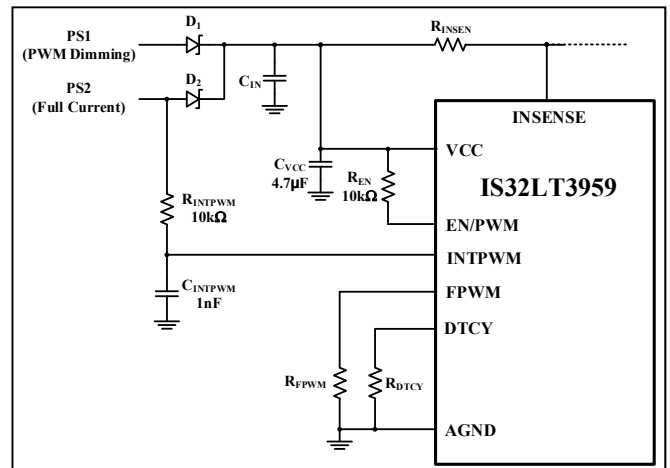 PS1
(PWM Dimming)
D1
RINSEN
PS2
(Full Current)
D2
CIN
INSENSE
CVCC
4.7µF
REN
10kΩ
VCC
IS32LT3959
RINTPWM
10kΩ
EN/PWM
INTPWM
CINTPWM
1nF
FPWM
DTCY
RFPWM
RDTCY
AGND